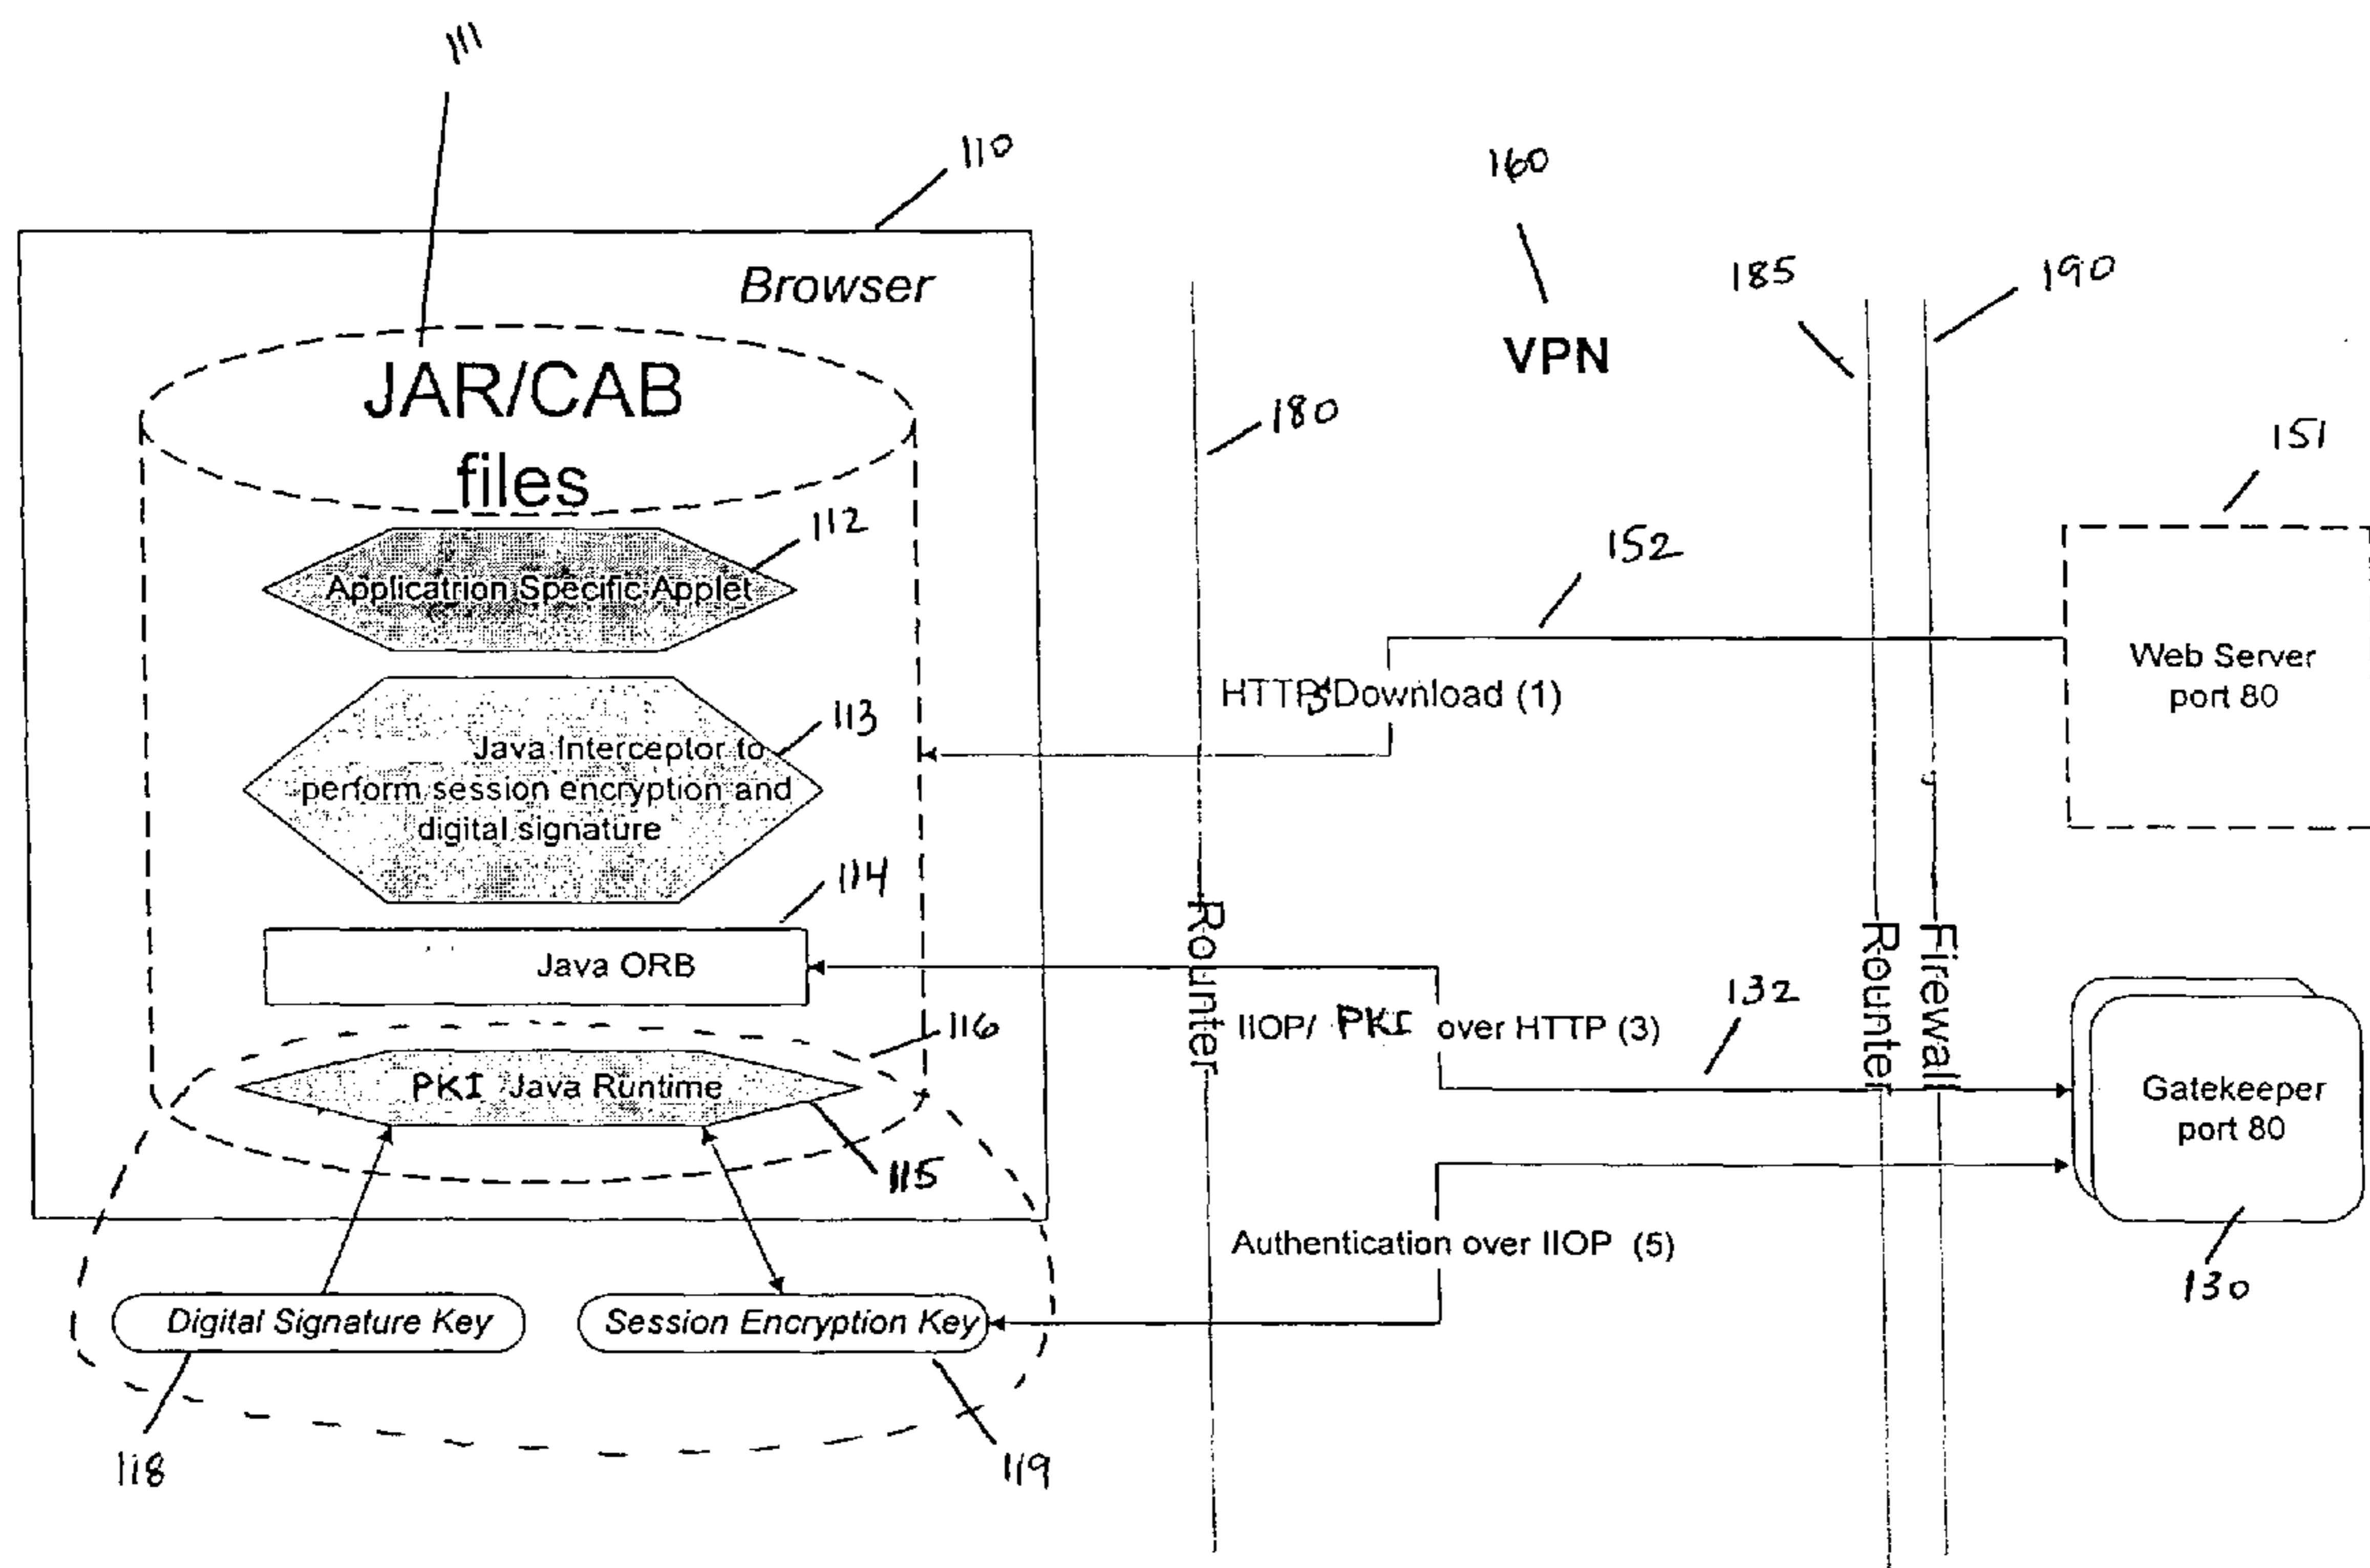 111
110
160
185
190
Browser
VPN
JAR/CAB
files
180
151
112
152
Applicatrion Specific Applet
Web Server
port 80
HTTPS Download (1)
113
Java Interceptor to
perform session encryption and
digital signature
114
Rounter
Rounter
Firewall
Java ORB
132
116
IIOP/ PKI over HTTP (3)
PKI Java Runtime
Gatekeeper
port 80
115
Authentication over IIOP (5)
130
Digital Signature Key
Session Encryption Key
118
119